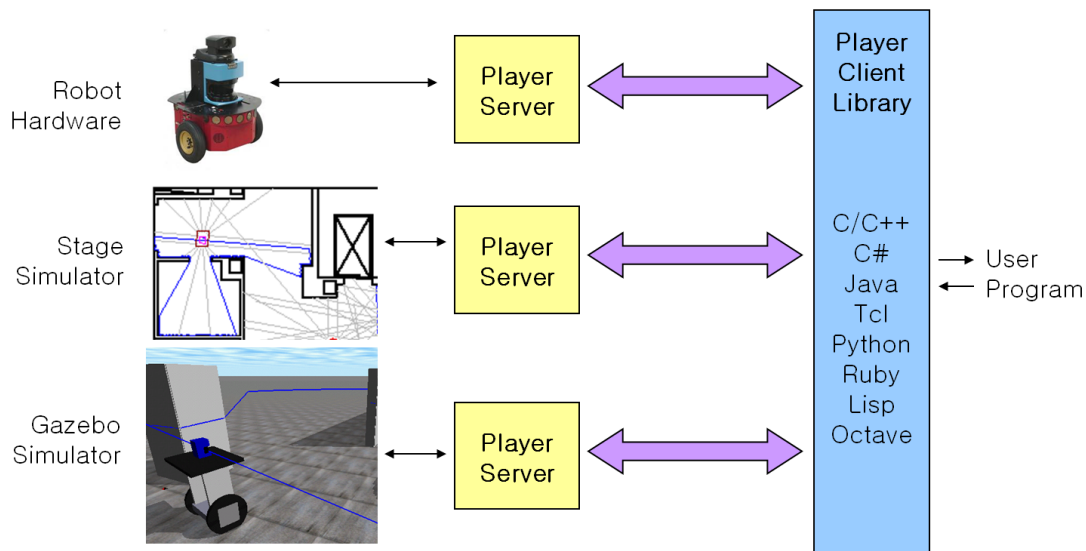 Robot
Hardware
Player
Server
Player
Client
Library
Stage
Simulator
Player
Server
C/C++
C#
Java
Tcl
Python
Ruby
Lisp
Octave
User
Program
Gazebo
Simulator
Player
Server